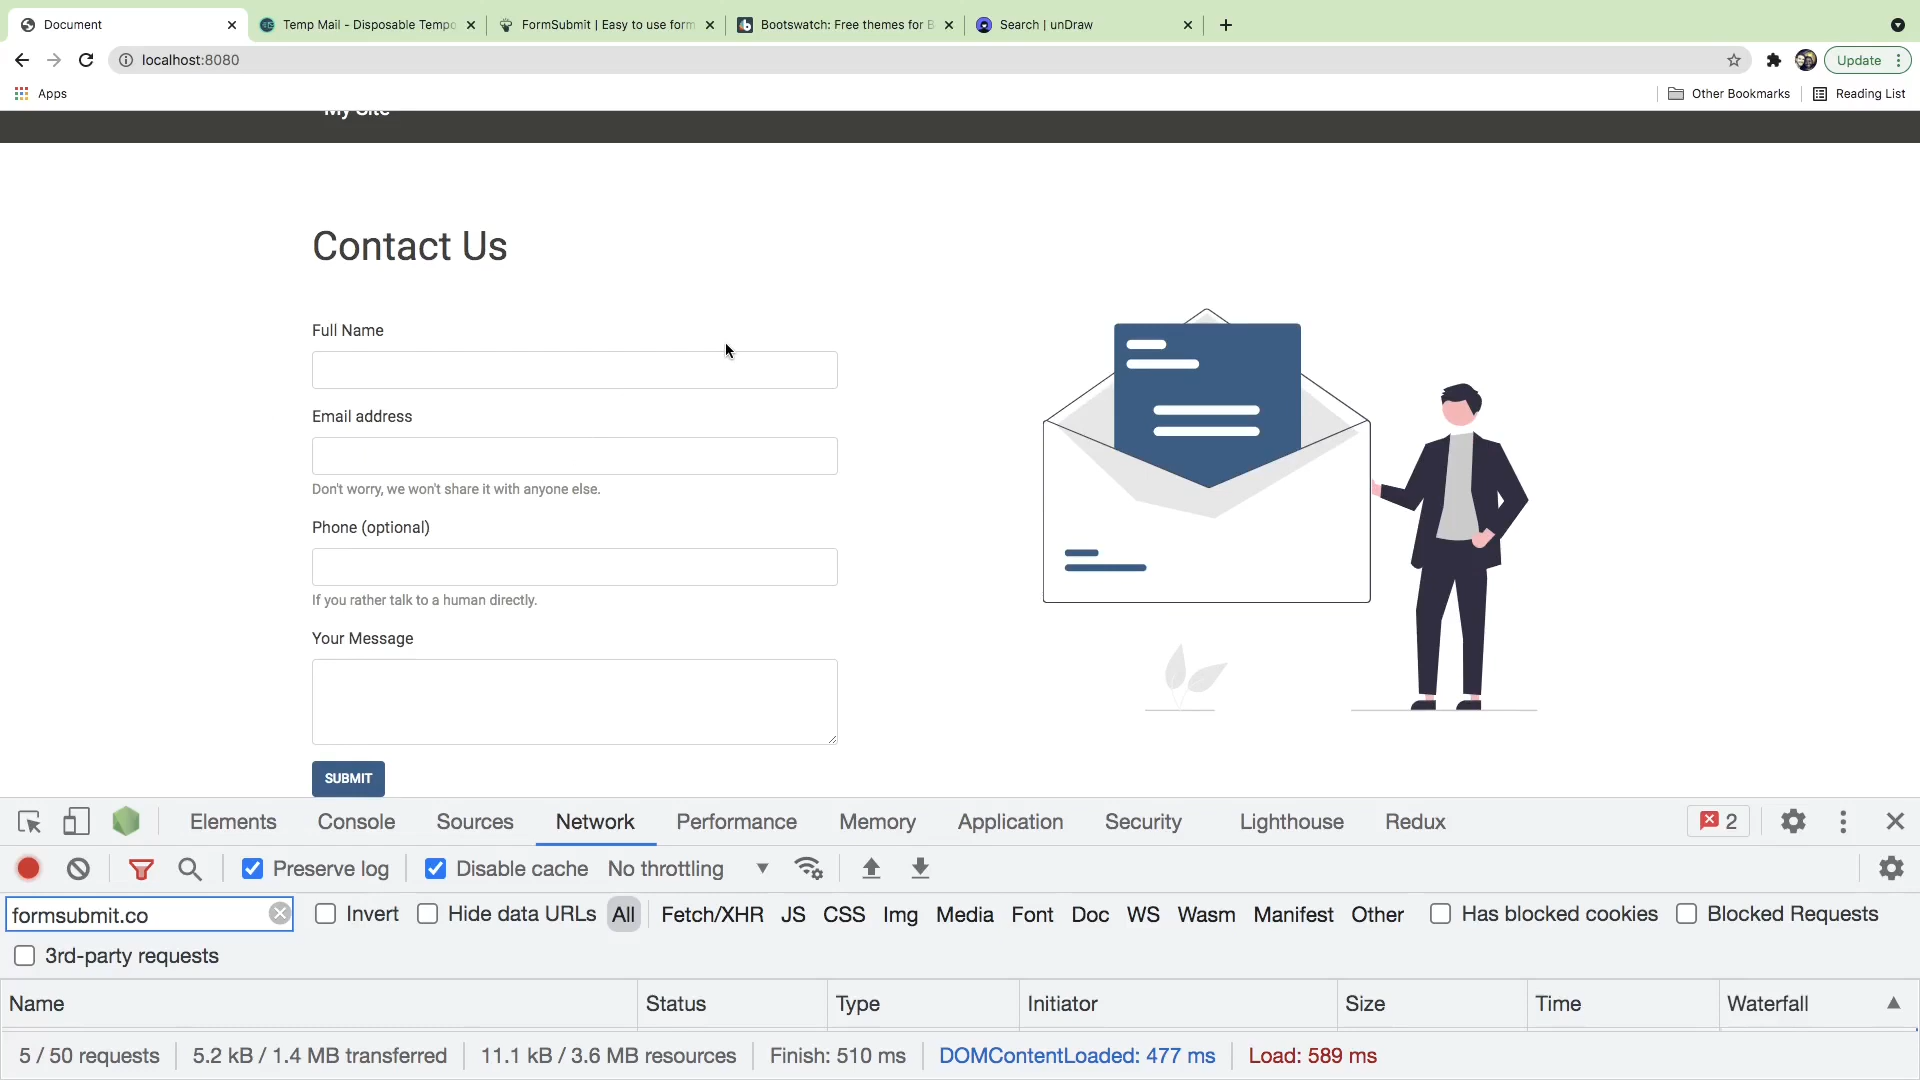 Document
Temp Mail - Disposable Tempo
FormSubmit | Easy to use form
Bootswatch: Free themes for B
Search | unDraw
localhost:8080
Update
Apps
Other Bookmarks
Reading List
My Site
Contact Us
Full Name
Email address
Don't worry, we won't share it with anyone else.
Phone (optional)
If you rather talk to a human directly.
Your Message
SUBMIT
Elements
Console
Sources
Network
Performance
Memory
Application
Security
Lighthouse
Redux
2
Preserve log
Disable cache
No throttling
formsubmit.co
Invert
Hide data URLs
All
Fetch/XHR
JS
CSS
Img
Media
Font
Doc
WS
Wasm
Manifest
Other
Has blocked cookies
Blocked Requests
3rd-party requests
Name
Status
Type
Initiator
Size
Time
Waterfall
5 / 50 requests
5.2 kB / 1.4 MB transferred
11.1 kB / 3.6 MB resources
Finish: 510 ms
DOMContentLoaded: 477 ms
Load: 589 ms